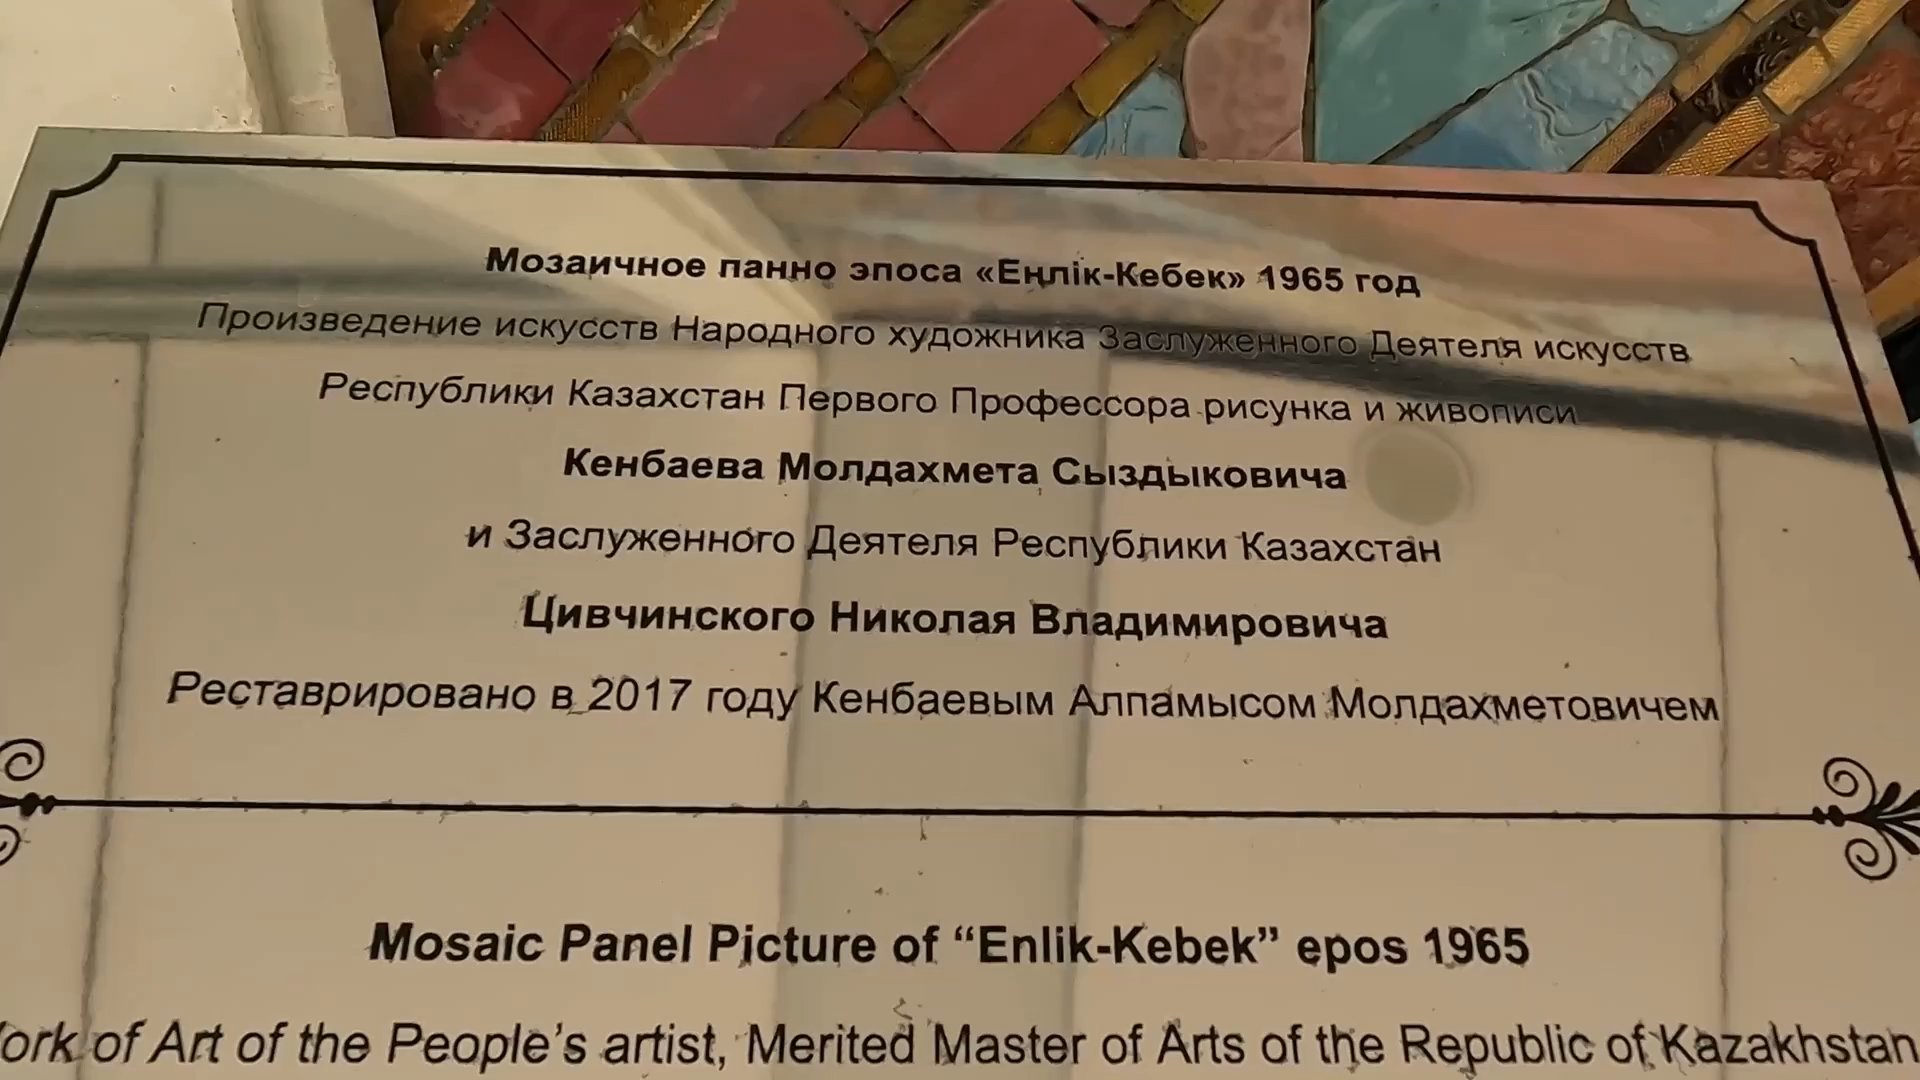 Мозаичное панно эпоса «Еңлік-Кебек» 1965 год
Произведение искусств Народного художника Заслуженного Деятеля искусств
Республики Казахстан Первого Профессора рисунка и живописи
Кенбаева Молдахмета Сыздыковича
и Заслуженного Деятеля Республики Казахстан
Цивчинского Николая Владимировича
Реставрировано в 2017 году Кенбаевым Алпамысом Молдахметовичем
Mosaic Panel Picture of “Enlik-Kebek” epos 1965
of Art of the People’s artist, Merited Master of Arts of the Republic of Kazakhstan